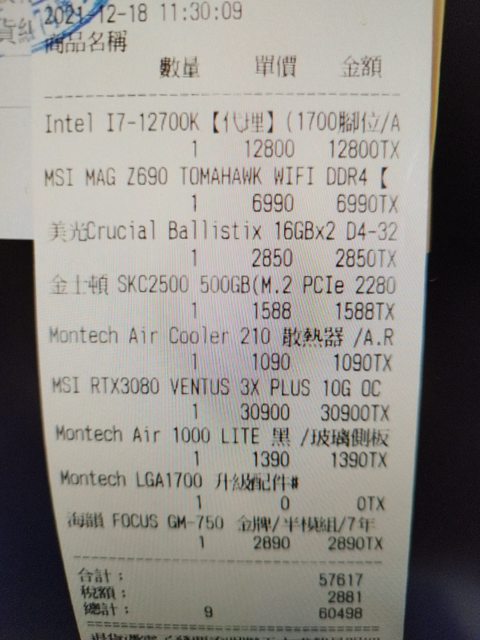 2021-12-18 11:30:09
商品名稱
數量 單價 金額
Intel I7-12700K【代理】(1700腳位/A
1 12800 12800TX
MSI MAG Z690 TOMAHAWK WIFI DDR4【
1 6990 6990TX
美光Crucial Ballistix 16GBx2 D4-32
1 2850 2850TX
金士頓 SKC2500 500GB(M.2 PCIe 2280
1 1588 1588TX
Montech Air Cooler 210 散熱器 /A.R
1 1090 1090TX
MSI RTX3080 VENTUS 3X PLUS 10G OC
1 30900 30900TX
Montech Air 1000 LITE 黑 /玻璃側板
1 1390 1390TX
Montech LGA1700 升級配件#
1 0 0TX
海韻 FOCUS GM-750 金牌/半模組/7年
1 2890 2890TX
合計： 57617
稅額： 2881
總計： 9 60498